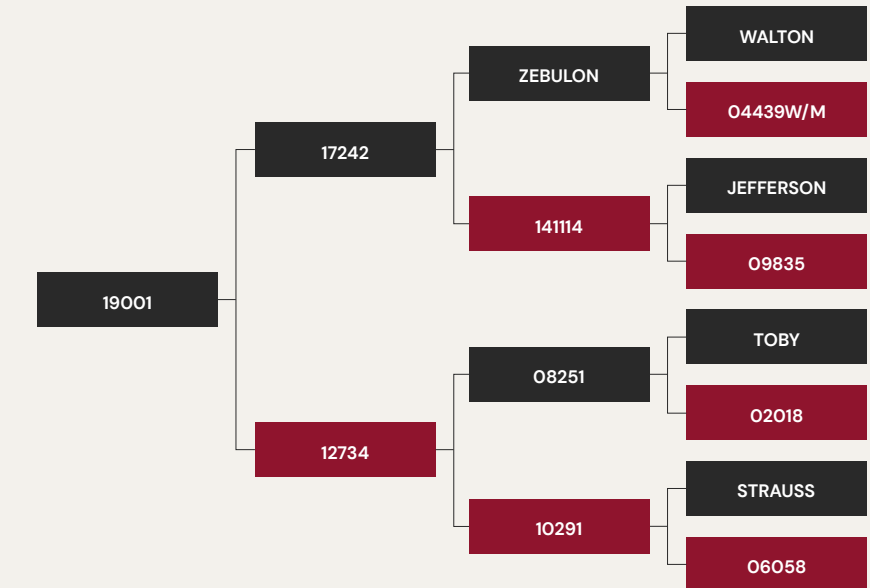 WALTON
ZEBULON
04439W/M
17242
JEFFERSON
141114
09835
19001
TOBY
08251
02018
12734
STRAUSS
10291
06058